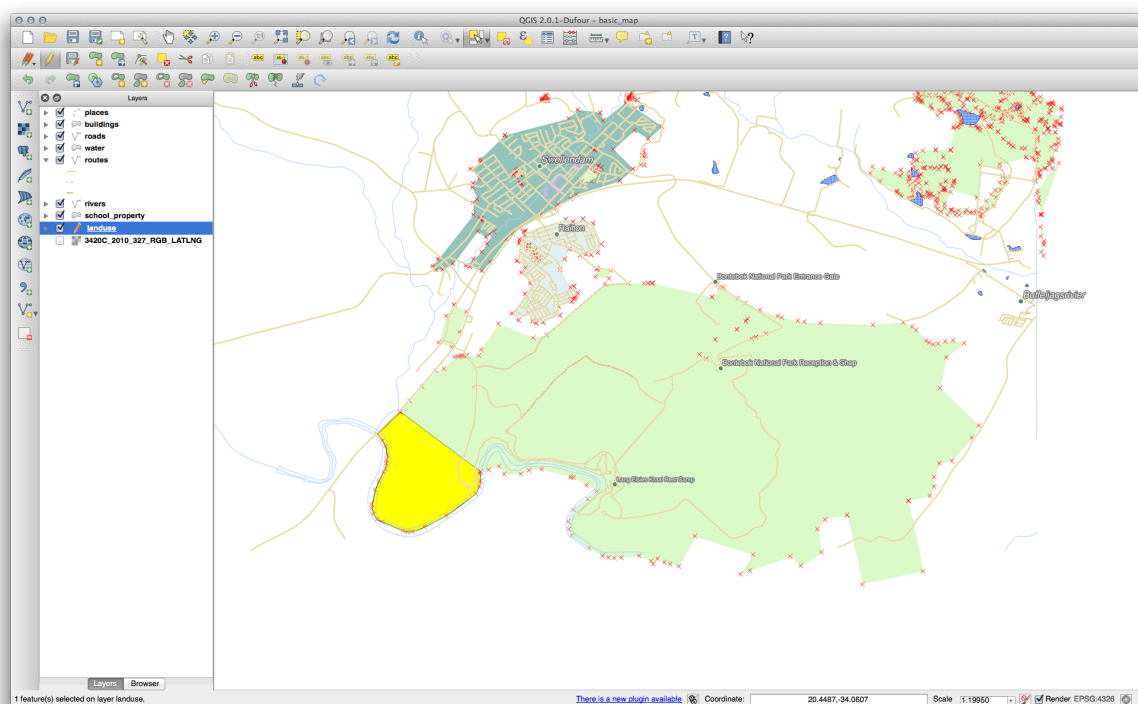 QGIS 2.0.1-Dufour – basic_map
Layers
places
buildings
roads
water
routes
rivers
school_property
landuse
3420C_2010_327_RGB_LATLNG
Swellendam
Railton
Bontebok National Park Entrance Gate
Buffeljagsrivier
Bontebok National Park Reception & Shop
Lang Elsies Kraal Rest Camp
Layers
Browser
1 feature(s) selected on layer landuse.
There is a new plugin available
Coordinate:
20.4487,-34.0607
Scale
1:19950
Render
EPSG:4326